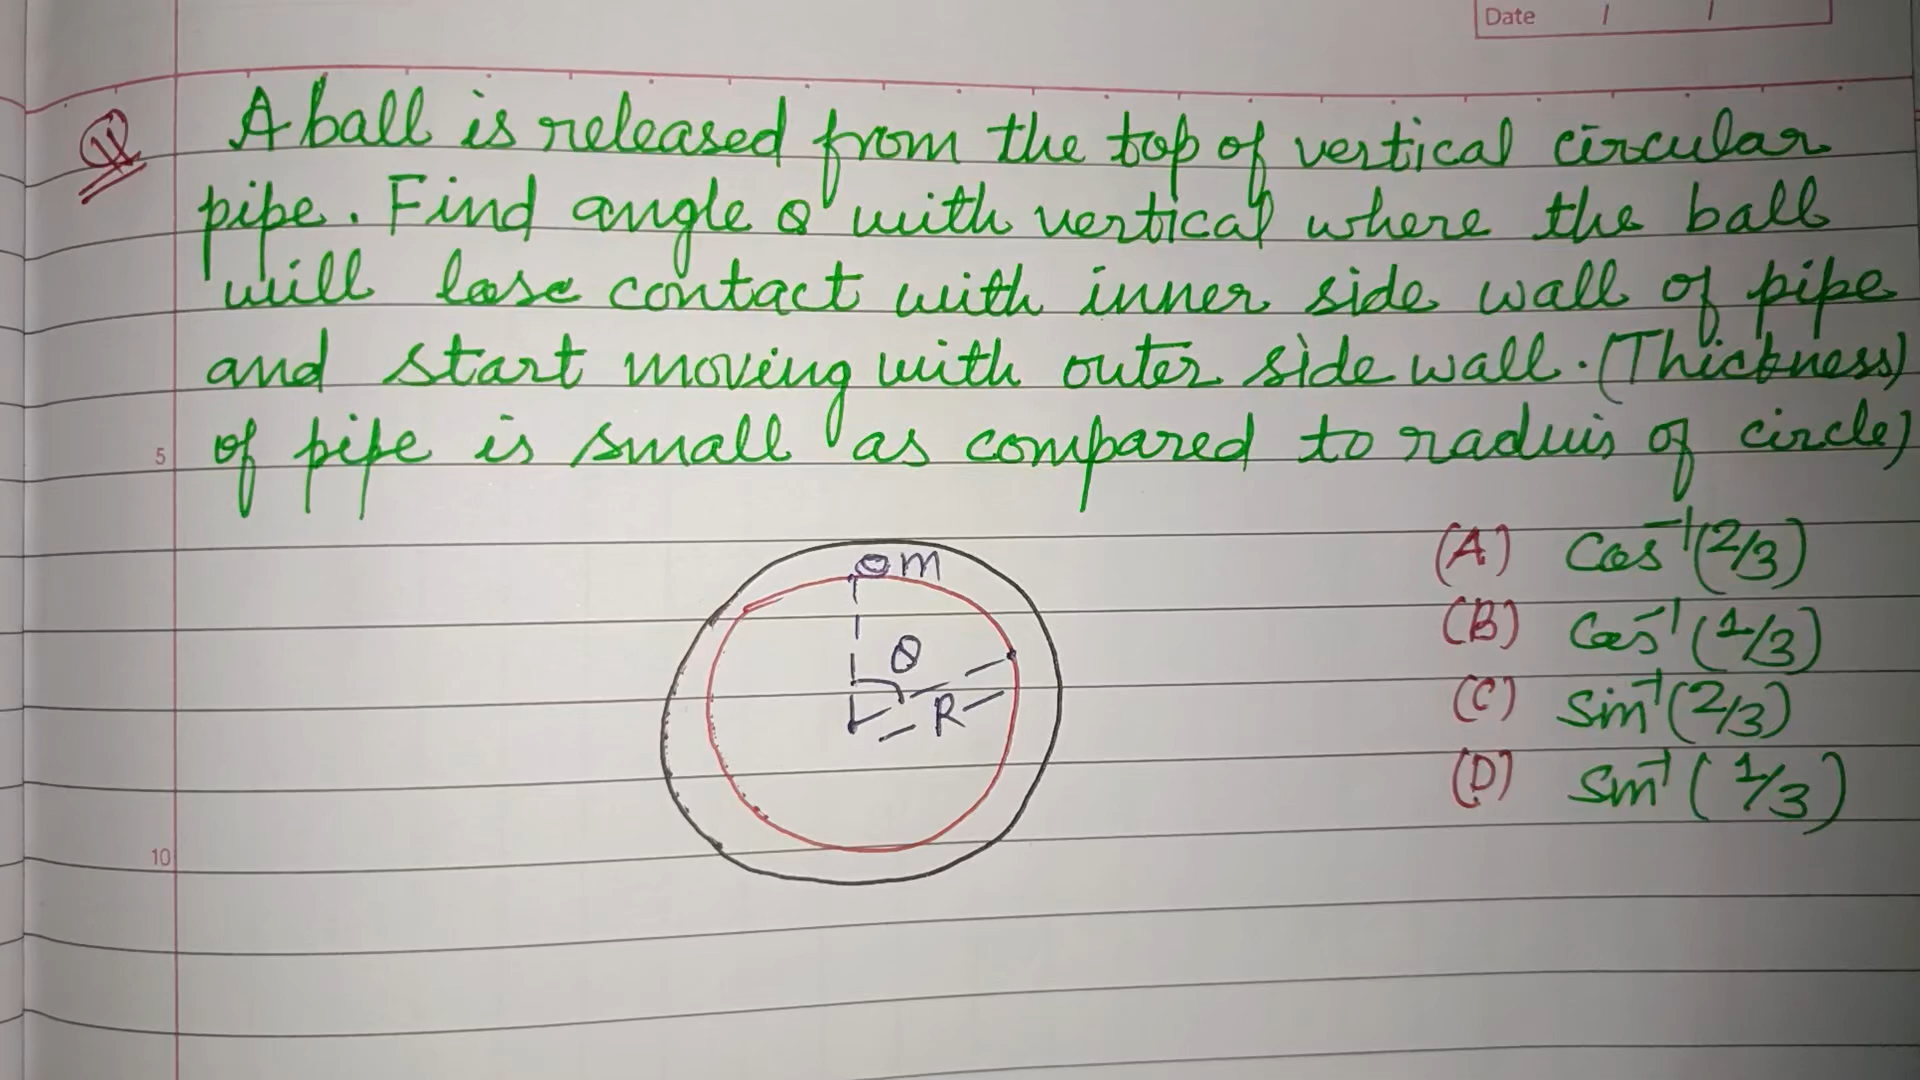 Date / /
Q A ball is released from the top of vertical circular
pipe. Find angle θ with vertical where the ball
will lose contact with inner side wall of pipe
and start moving with outer side wall. (Thickness)
of pipe is small as compared to raduis of circle)
5
m
θ
R
(A) Cos⁻¹(2/3)
(B) Cos⁻¹(1/3)
(C) Sin⁻¹(2/3)
(D) Sin⁻¹(1/3)
10